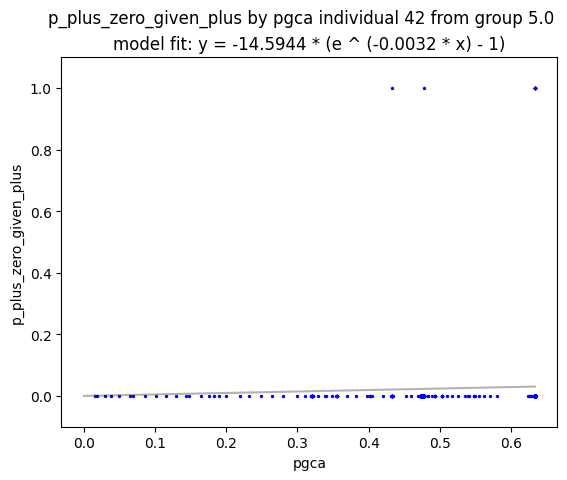 p_plus_zero_given_plus by pgca individual 42 from group 5.0
model fit: y = -14.5944 * (e ^ (-0.0032 * x) - 1)
1.0
0.8
0.6
0.4
0.2
0.0
p_plus_zero_given_plus
0.0 0.1 0.2 0.3 0.4 0.5 0.6
pgca